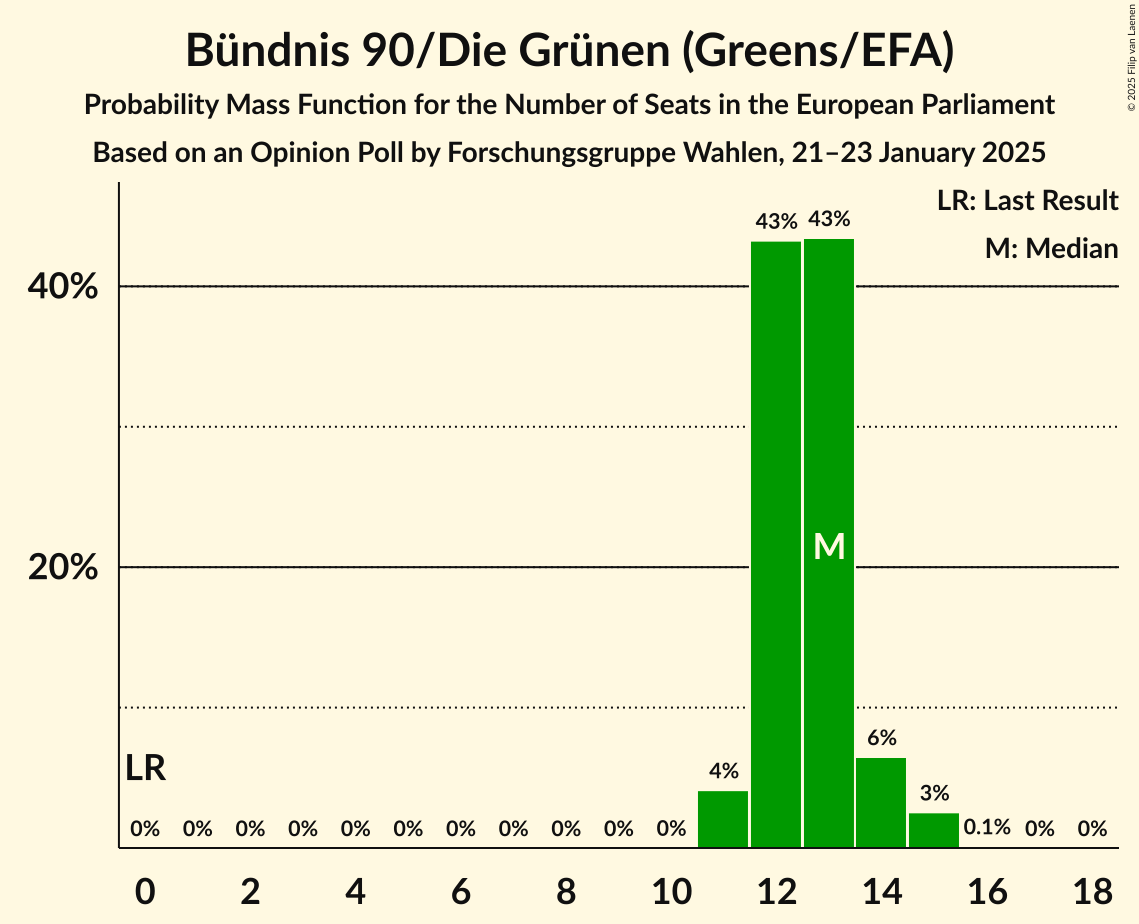 Bündnis 90/Die Grünen (Greens/EFA)
Probability Mass Function for the Number of Seats in the European Parliament
Based on an Opinion Poll by Forschungsgruppe Wahlen, 21–23 January 2025
© 2025 Filip van Laenen
LR: Last Result
M: Median
43% 43%
40%
M
20%
6%
LR
4%
3%
0% 0% 0% 0% 0% 0% 0% 0% 0% 0% 0% 0.1% 0% 0%
0 2 4 6 8 10 12 14 16 18